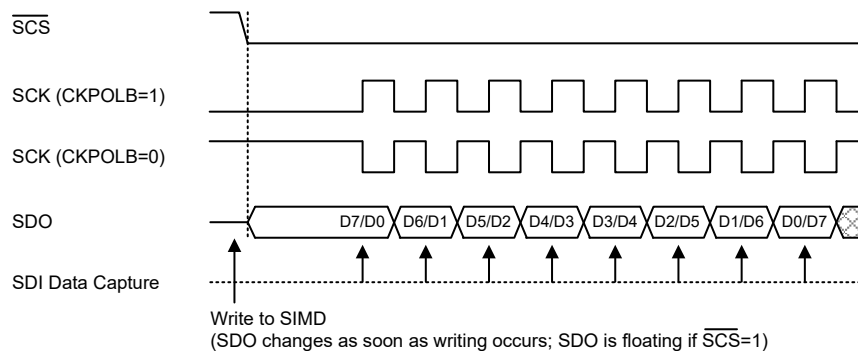 SCS
SCK (CKPOLB=1)
SCK (CKPOLB=0)
SDO D7/D0 D6/D1 D5/D2 D4/D3 D3/D4 D2/D5 D1/D6 D0/D7
SDI Data Capture
Write to SIMD
(SDO changes as soon as writing occurs; SDO is floating if SCS=1)